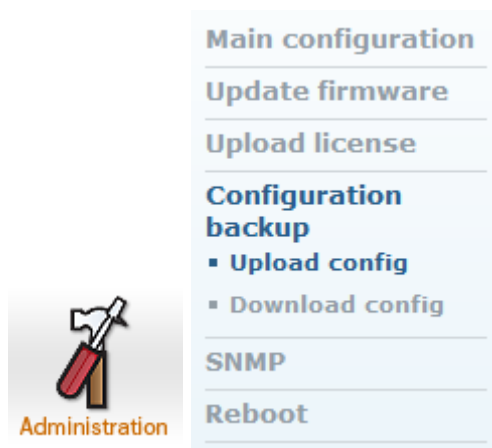 Main configuration
Update firmware
Upload license
Configuration
backup
Upload config
Download config
SNMP
Reboot
Administration